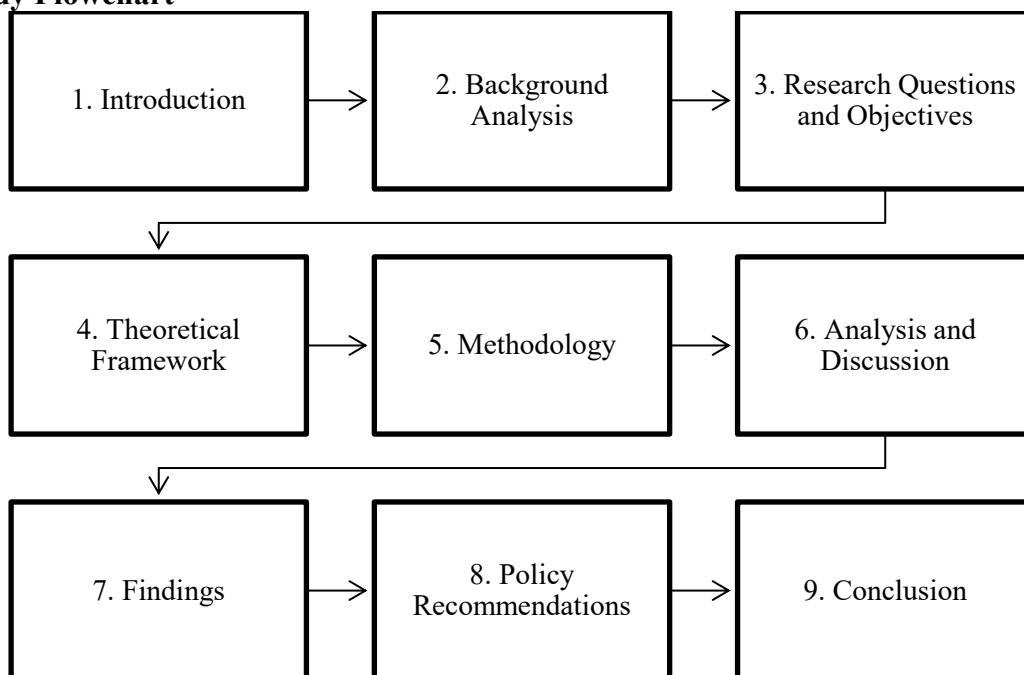 Flowchart
1. Introduction
2. Background
Analysis
3. Research Questions
and Objectives
4. Theoretical
Framework
5. Methodology
6. Analysis and
Discussion
7. Findings
8. Policy
Recommendations
9. Conclusion